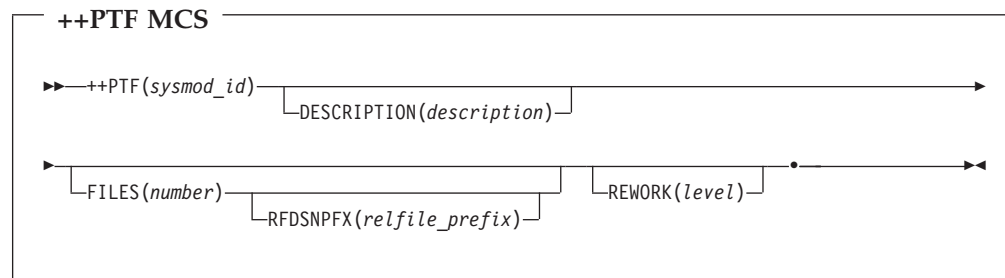 ++PTF MCS
++PTF(sysmod_id)
DESCRIPTION(description)
FILES(number)
RFDSNPFX(relfile_prefix)
REWORK(level)
.